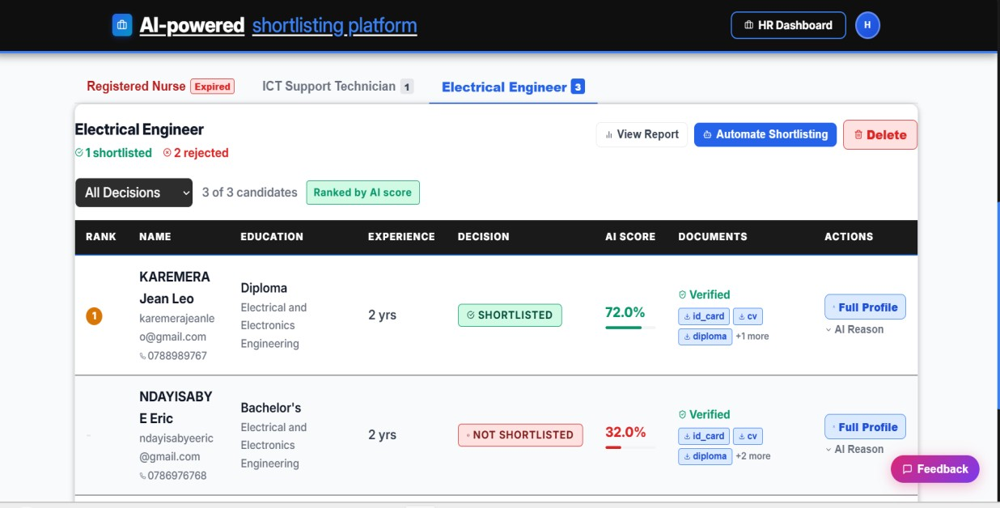 AI-powered shortlisting platform
HR Dashboard
H
Registered Nurse Expired
ICT Support Technician 1
Electrical Engineer 3
Electrical Engineer
1 shortlisted 2 rejected
View Report
Automate Shortlisting
Delete
All Decisions
3 of 3 candidates
Ranked by AI score
RANK NAME EDUCATION EXPERIENCE DECISION AI SCORE DOCUMENTS ACTIONS
1
KAREMERA
Jean Leo
karemerajeanle
o@gmail.com
0788989767
Diploma
Electrical and
Electronics
Engineering
2 yrs
SHORTLISTED
72.0%
Verified
id_card cv
diploma +1 more
Full Profile
AI Reason
NDAYISABY
E Eric
ndayisabyeeric
@gmail.com
0786976768
Bachelor's
Electrical and
Electronics
Engineering
2 yrs
NOT SHORTLISTED
32.0%
Verified
id_card cv
diploma +2 more
Full Profile
AI Reason
Feedback